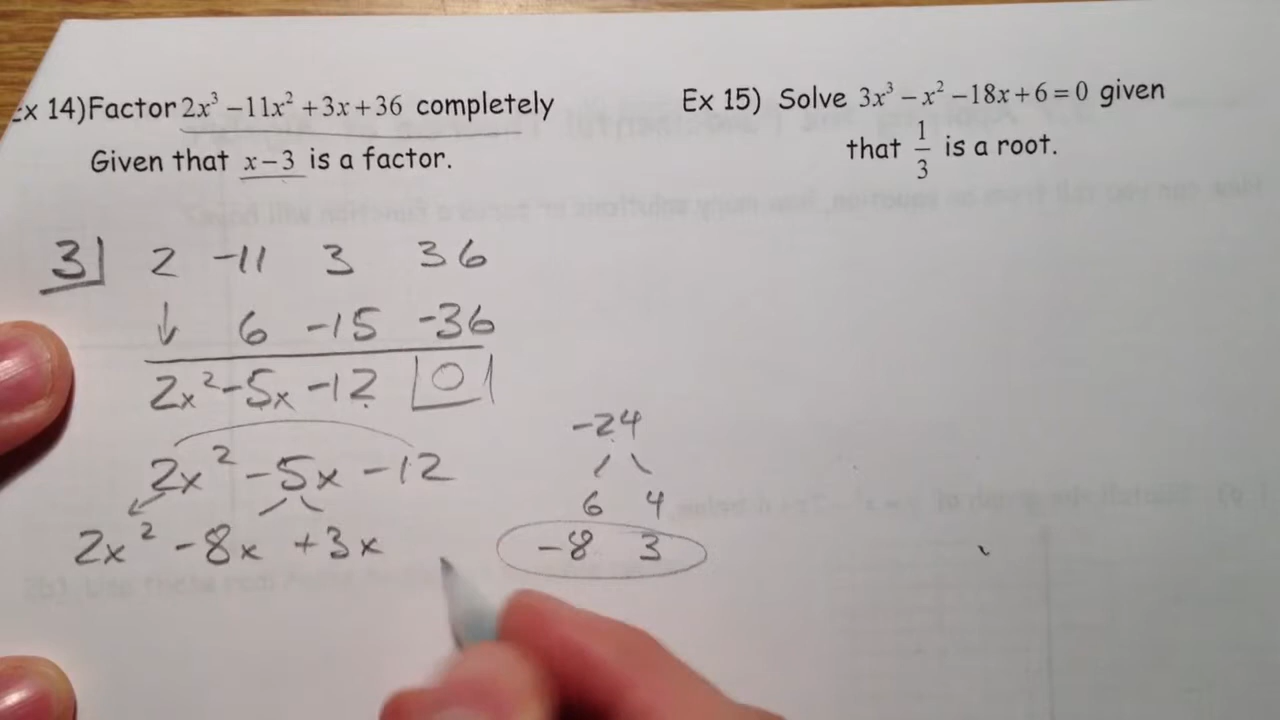 Ex 14)Factor 2x³ −11x² +3x+36 completely
Given that x−3 is a factor.
Ex 15) Solve 3x³ − x² −18x+6 = 0 given
that 1/3 is a root.
3 2 -11 3 36
↓ 6 -15 -36
2x² -5x -12 0
2x² -5x -12
2x² -8x +3x
-24
6 4
-8 3